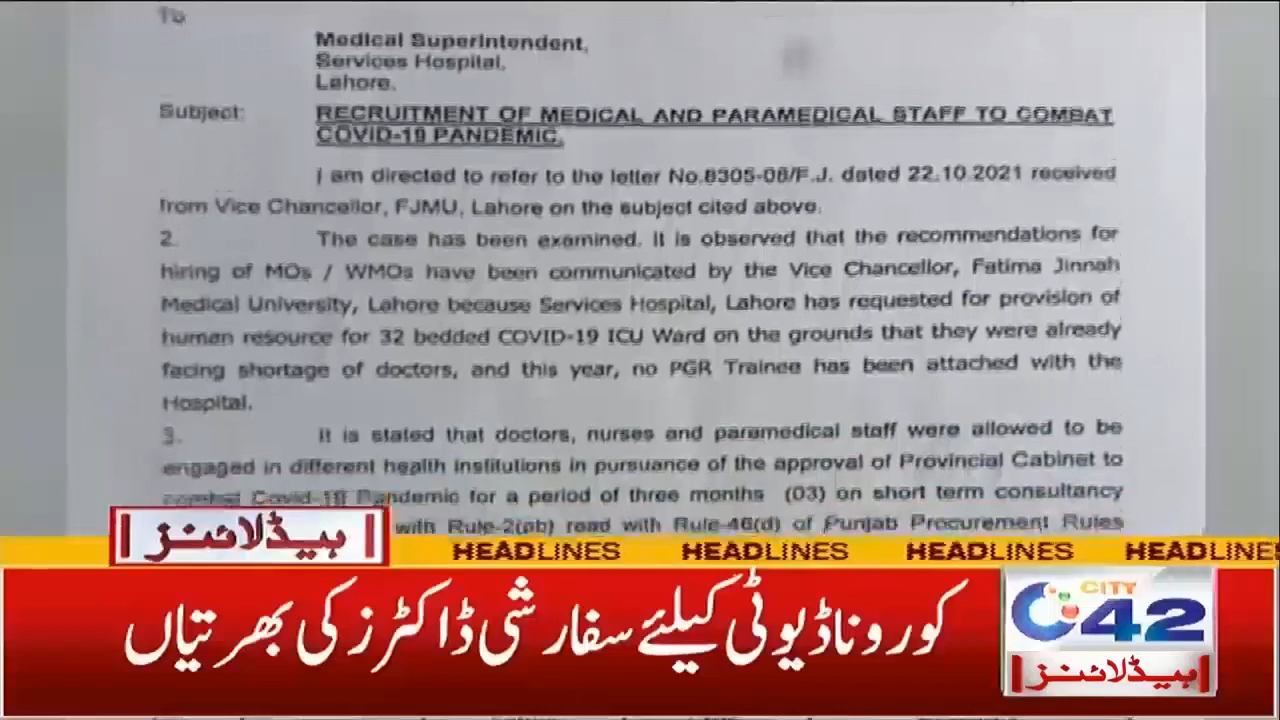 To
Medical Superintendent,
Services Hospital,
Lahore.
Subject: RECRUITMENT OF MEDICAL AND PARAMEDICAL STAFF TO COMBAT
COVID-19 PANDEMIC.
I am directed to refer to the letter No.8305-08/F.J. dated 22.10.2021 received
from Vice Chancellor, FJMU, Lahore on the subject cited above.
2. The case has been examined. It is observed that the recommendations for
hiring of MOs / WMOs have been communicated by the Vice Chancellor, Fatima Jinnah
Medical University, Lahore because Services Hospital, Lahore has requested for provision of
human resource for 32 bedded COVID-19 ICU Ward on the grounds that they were already
facing shortage of doctors, and this year, no PGR Trainee has been attached with the
Hospital.
3. It is stated that doctors, nurses and paramedical staff were allowed to be
engaged in different health institutions in pursuance of the approval of Provincial Cabinet to
combat Covid-19 Pandemic for a period of three months (03) on short term consultancy
with Rule-2(ab) read with Rule-46(d) of Punjab Procurement Rules
ہیڈلائنز
HEADLINES HEADLINES HEADLINES HEADLINES
کورونا ڈیوٹی کیلئے سفارشی ڈاکٹرز کی بھرتیاں
CITY
42
ہیڈلائنز